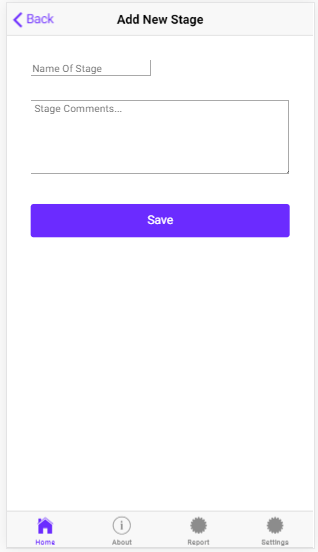 Back
Add New Stage
Name Of Stage
Stage Comments...
Save
Home
About
Report
Settings